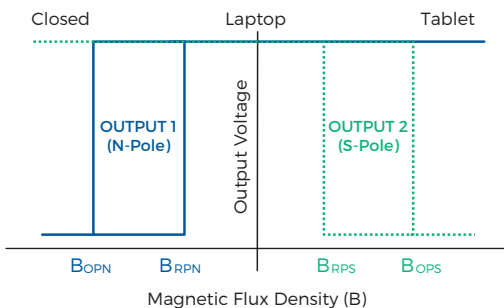 Closed Laptop Tablet
Output Voltage
OUTPUT 1
(N-Pole)
OUTPUT 2
(S-Pole)
BOPN BRPN BRPS BOPS
Magnetic Flux Density (B)